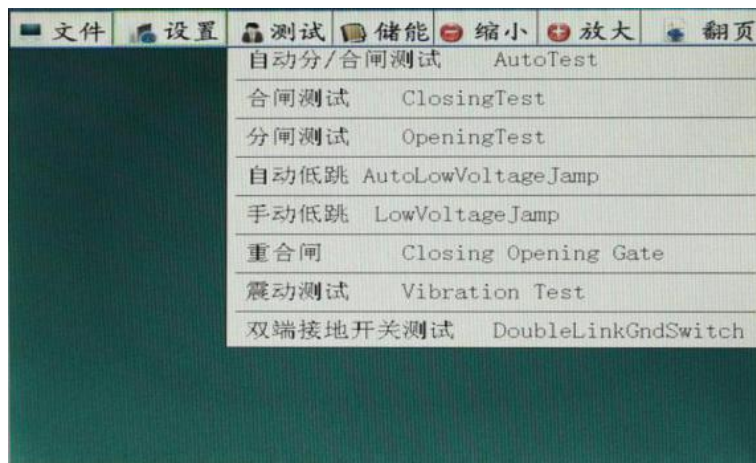 文件 设置 测试 储能 缩小 放大 翻页
自动分/合闸测试 AutoTest
合闸测试 ClosingTest
分闸测试 OpeningTest
自动低跳 AutoLowVoltageJamp
手动低跳 LowVoltageJamp
重合闸 Closing Opening Gate
震动测试 Vibration Test
双端接地开关测试 DoubleLinkGndSwitch